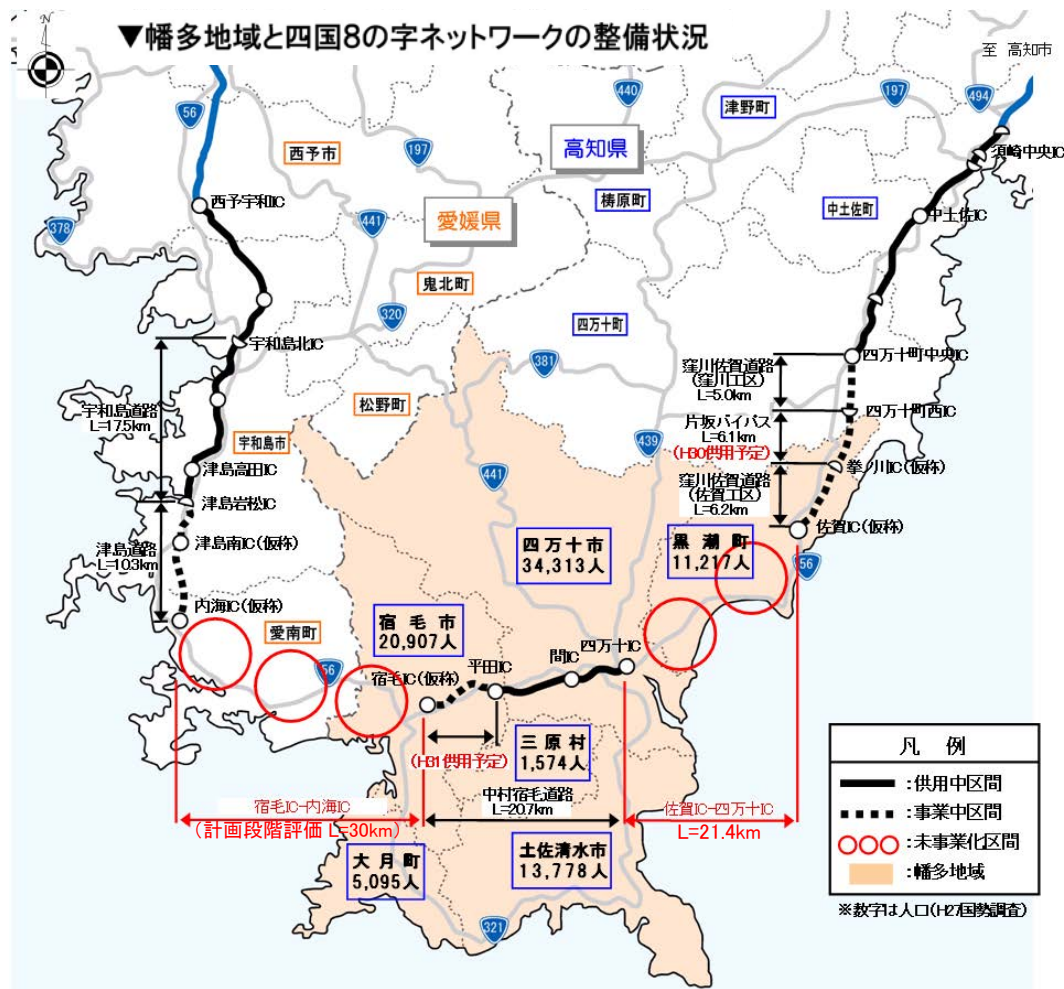 ▼幡多地域と四国8の字ネットワークの整備状況
N
至 高知市
56
440
197
494
津野町
西予市
197
高知県
須崎中央IC
西予宇和IC
441
梼原町
中土佐町
中土佐IC
378
愛媛県
鬼北町
320
四万十町
宇和島北IC
381
窪川佐賀道路
(窪川工区)
L=5.0km
四万十町中央IC
宇和島道路
L=17.5km
松野町
片坂バイパス
L=6.1km
(H30供用予定)
四万十町西IC
宇和島市
439
津島高田IC
441
拳ノ川IC(仮称)
津島岩松IC
窪川佐賀道路
(佐賀工区)
L=6.2km
佐賀IC(仮称)
津島道路
L=10.3km
津島南IC(仮称)
四万十市
34,313人
黒潮町
11,217人
56
内海IC(仮称)
愛南町
宿毛市
20,907人
56
宿毛IC(仮称)
平田IC
間IC
四万十IC
三原村
1,574人
(H31供用予定)
中村宿毛道路
L=20.7km
宿毛IC-内海IC
(計画段階評価 L=30km)
佐賀IC-四万十IC
L=21.4km
大月町
5,095人
土佐清水市
13,778人
321
凡 例
:供用中区間
:事業中区間
:未事業化区間
:幡多地域
※数字は人口(H27国勢調査)